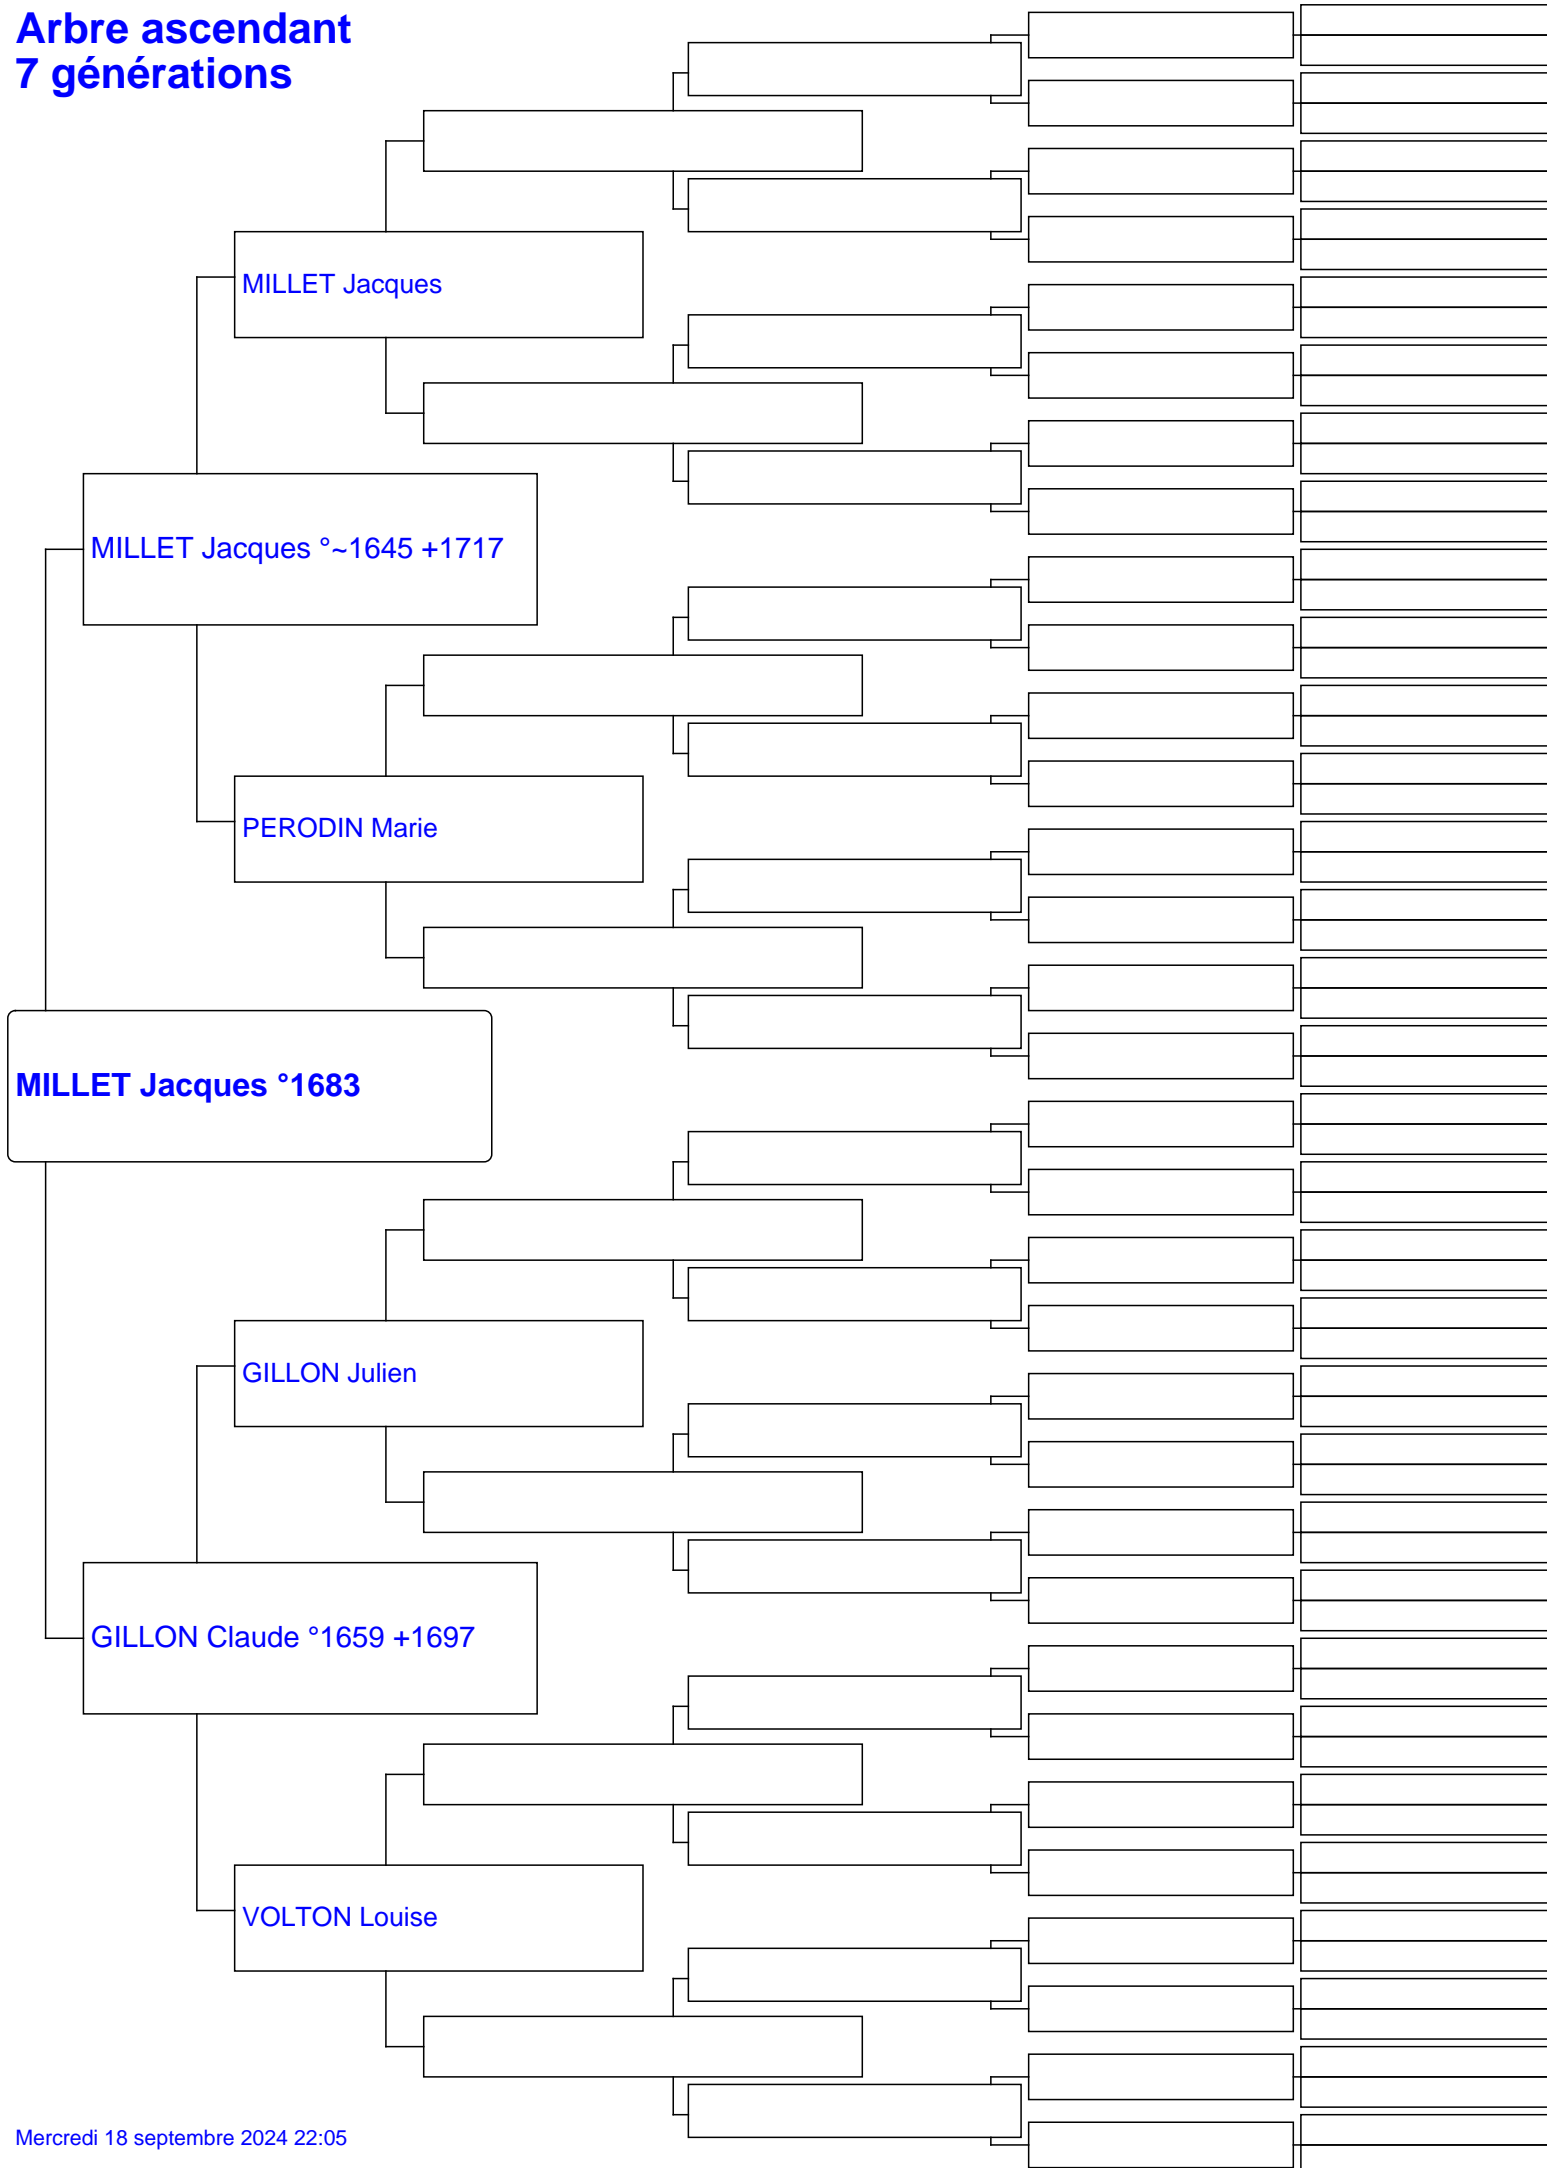 Arbre ascendant
7 générations
MILLET Jacques
MILLET Jacques °~1645 +1717
PERODIN Marie
MILLET Jacques °1683
GILLON Julien
GILLON Claude °1659 +1697
VOLTON Louise
Mercredi 18 septembre 2024 22:05